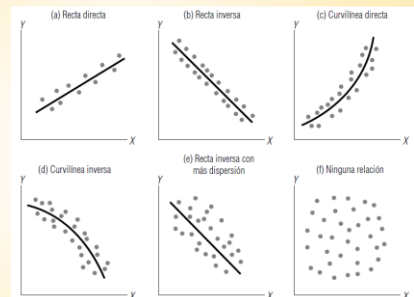 (a) Recta directa
(b) Recta inversa
(c) Curvilínea directa
Y
Y
Y
X
X
X
(d) Curvilínea inversa
(e) Recta inversa con
más dispersión
(f) Ninguna relación
Y
Y
Y
X
X
X